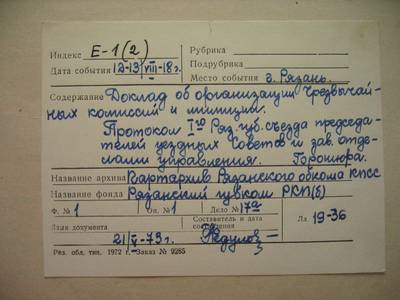 Индекс Е-1(2) Рубрика
Подрубрика
Дата события 12-13/VIII-18 г. Место события г. Рязань.
Содержание Доклад об организации Чрезвычай-
ных комиссий и милиции.
Протокол Iго Ряз. губ. съезда председа-
телей уездных Советов и зав. отде-
лами управления.
Название архива Партархив Рязанского обкома КПСС
Название фонда Рязанский губком РКП(б)
Ф. № 1 Оп. № 1 Дело № 17а Лл 19-36
Язык документа Составитель и дата составления
21/V-73 г. Федулов
Ряз. обл. тип. 1972 г. Заказ № 9285